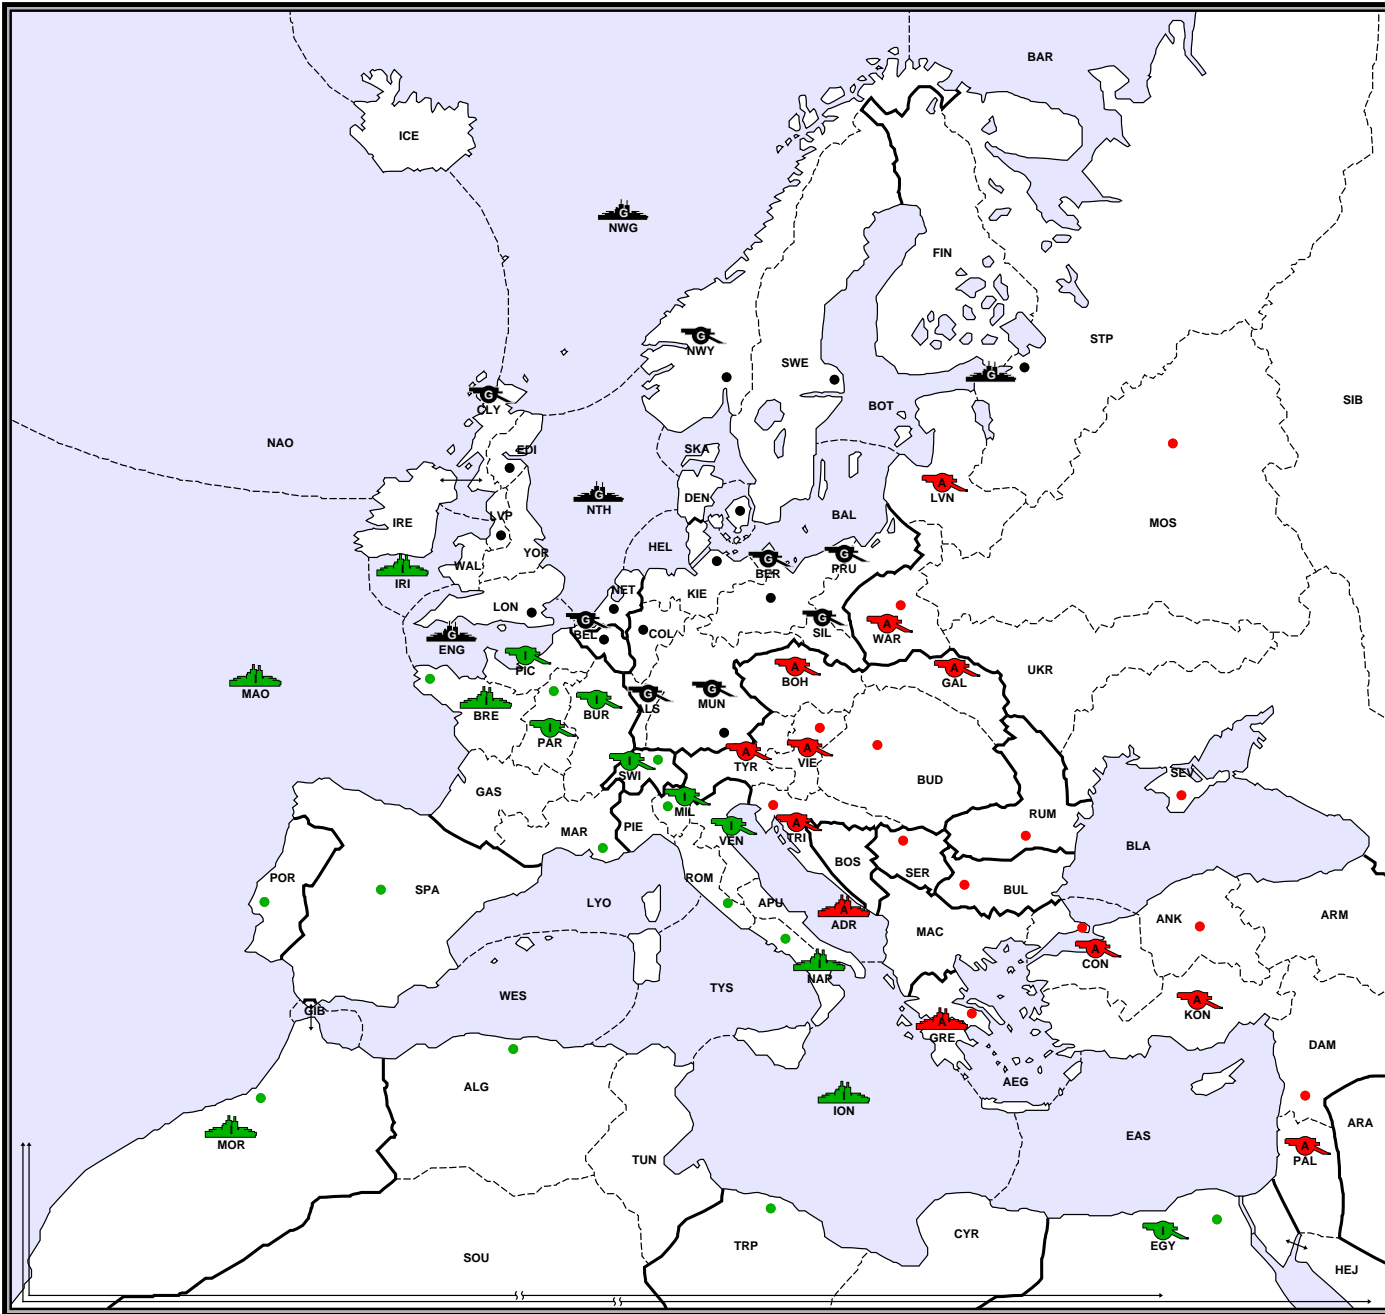 BAR
ICE
G
NWG
FIN
G
NWY
STP
SWE
G
G
CLY
SIB
BOT
NAO
EDI
SKA
A
LVN
G
NTH
DEN
LVP
BAL
IRE
MOS
YOR
HEL
G
BER
G
PRU
I
IRI
WAL
KIE
NET
LON
G
BEL
G
SIL
A
WAR
G
ENG
COL
I
PIC
A
BOH
A
GAL
UKR
I
MAO
I
BRE
I
BUR
G
ALS
G
MUN
I
PAR
A
TYR
A
VIE
I
SWI
SEV
BUD
GAS
I
MIL
RUM
MAR
PIE
I
VEN
A
TRI
BLA
BOS
SER
POR
SPA
ROM
BUL
LYO
APU
A
ADR
ANK
ARM
MAC
A
CON
I
NAP
TYS
WES
A
KON
GIB
A
GRE
DAM
AEG
ALG
I
ION
I
MOR
EAS
ARA
TUN
A
PAL
I
EGY
CYR
TRP
SOU
HEJ